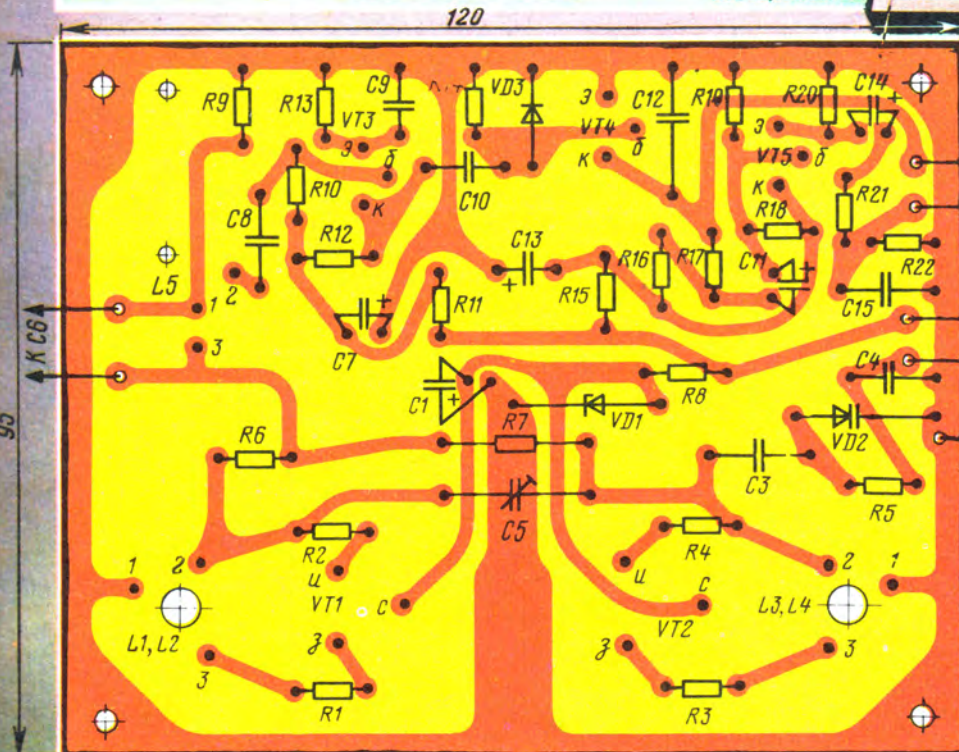 120
95
R9
R13
C9
VD3
C12
R19
R20
C14
+
VT3
э
б
э
VT4
б
к
э
VT5
б
R10
C10
R21
C8
к
к
R18
R12
C13
+
R16
R17
C11
+
R22
L5
2
1
R11
R15
C15
C7
+
К C6
3
C1
+
R8
C4
R7
VD1
VD2
R6
C3
C5
R5
R2
R4
1
2
и
и
2
1
VT1
с
с
L3, L4
L1, L2
з
VT2
з
3
3
R1
R3